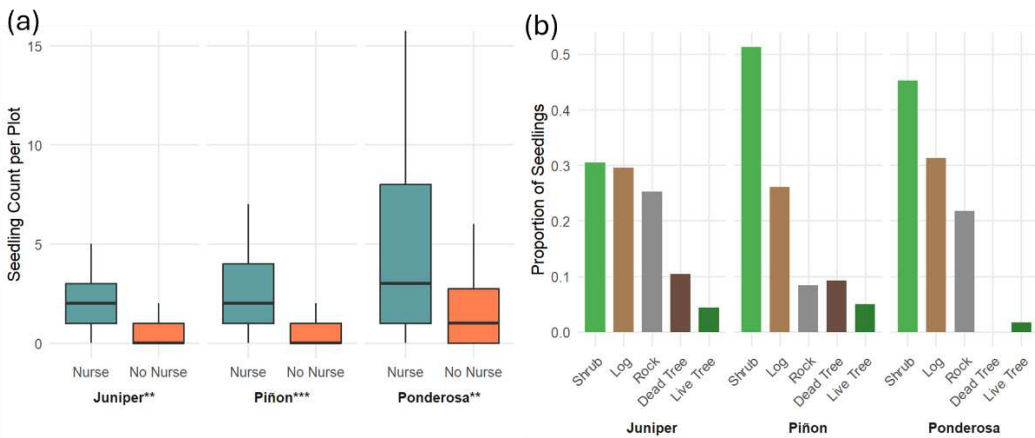 (a)
Seedling Count per Plot
15
10
5
0
Nurse No Nurse Nurse No Nurse Nurse No Nurse
Juniper** Piñon*** Ponderosa**
(b)
Proportion of Seedlings
0.5
0.4
0.3
0.2
0.1
0.0
Shrub Log Rock Dead Tree Live Tree Shrub Log Rock Dead Tree Live Tree Shrub Log Rock Dead Tree Live Tree
Juniper Piñon Ponderosa